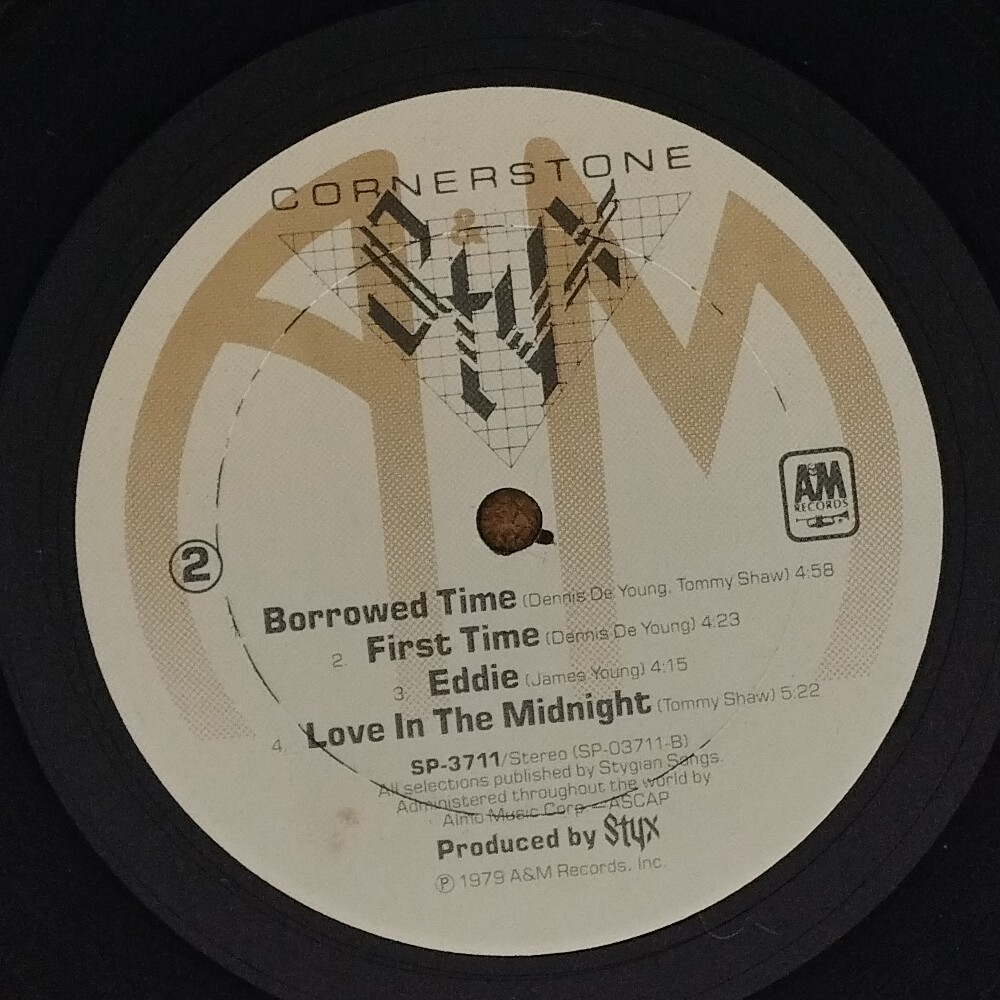 CORNERSTONE
&
STYX
A&M
RECORDS
2
Borrowed Time (Dennis De Young, Tommy Shaw) 4:58
2. First Time (Dennis De Young) 4:23
3. Eddie (James Young) 4:15
4. Love In The Midnight (Tommy Shaw) 5:22
SP-3711/Stereo (SP-03711-B)
All selections published by Stygian Songs.
Administered throughout the world by
Almo Music Corp.—ASCAP
Produced by Styx
℗ 1979 A&M Records, Inc.